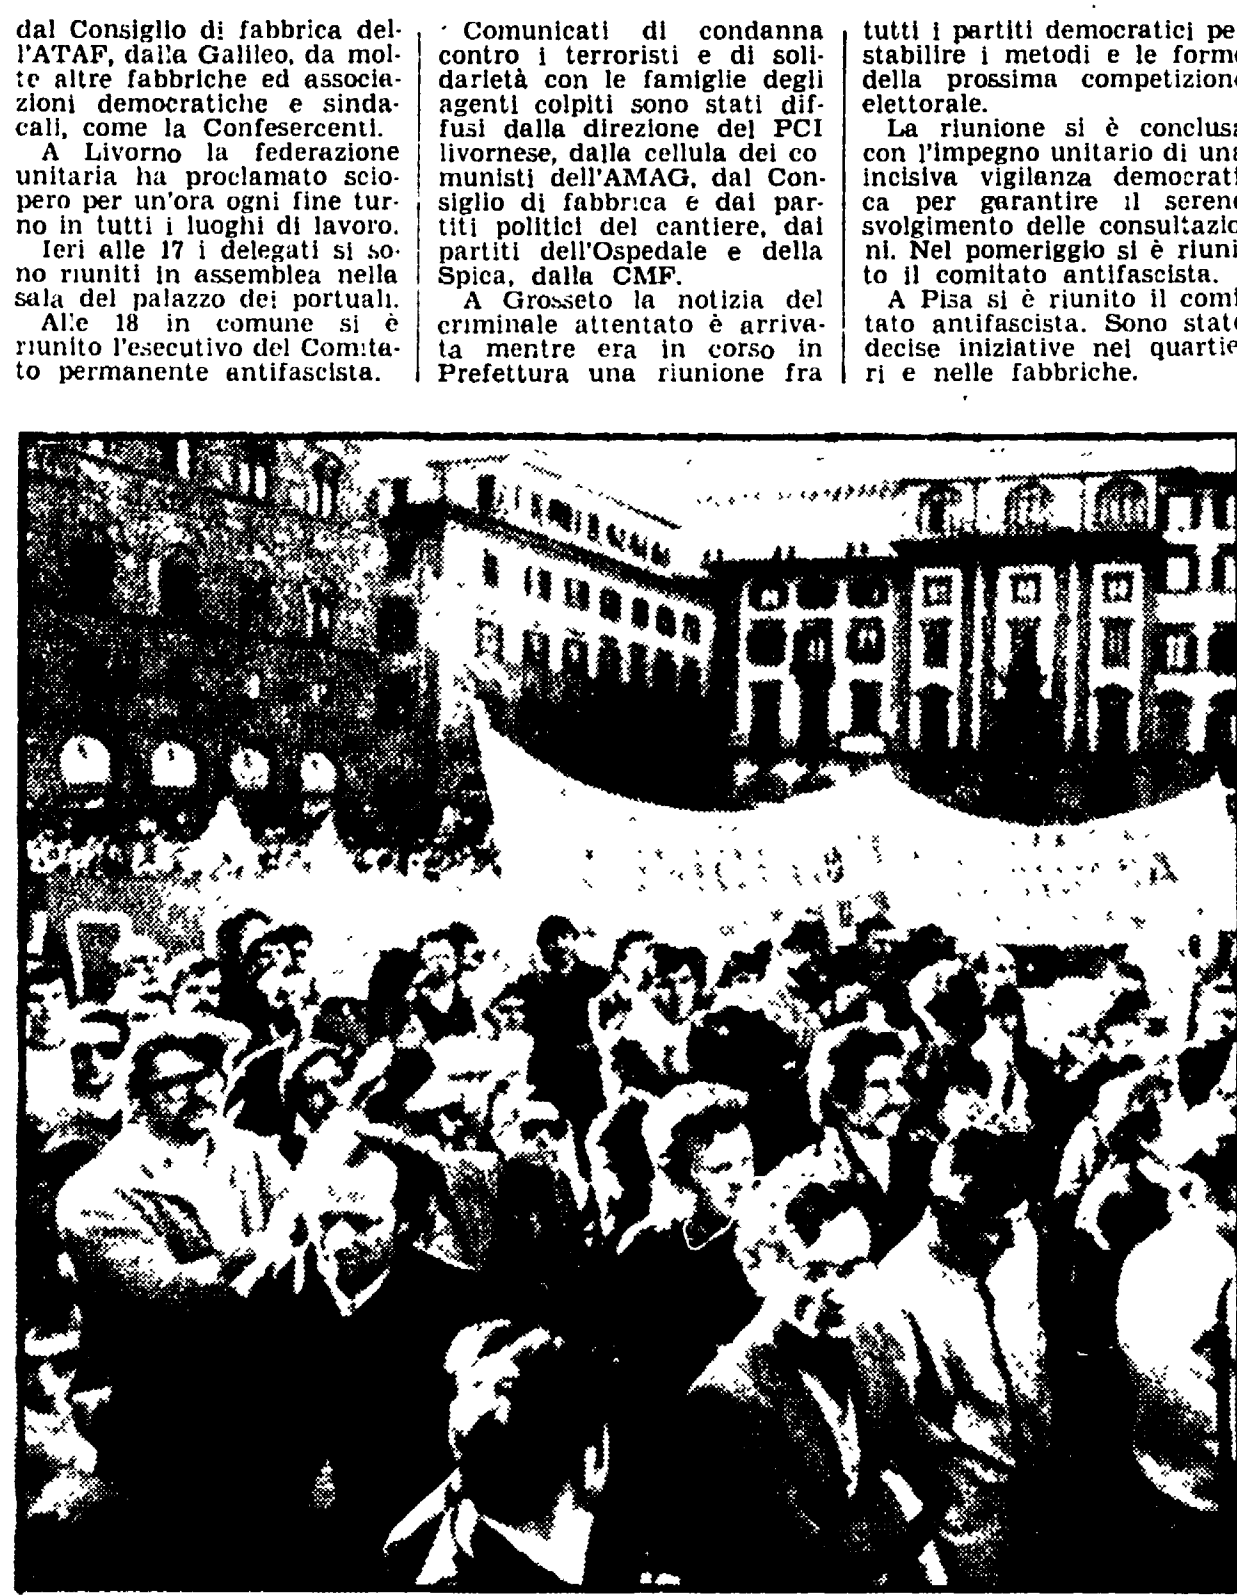 dal Consiglio di fabbrica del-
l'ATAF, dalla Galileo, da mol-
te altre fabbriche ed associa-
zioni democratiche e sinda-
cali, come la Confesercenti.
A Livorno la federazione
unitaria ha proclamato scio-
pero per un'ora ogni fine tur-
no in tutti i luoghi di lavoro.
Ieri alle 17 i delegati si so-
no riuniti in assemblea nella
sala del palazzo dei portuali.
Alle 18 in comune si è
riunito l'esecutivo del Comita-
to permanente antifascista.
Comunicati di condanna
contro i terroristi e di soli-
darietà con le famiglie degli
agenti colpiti sono stati dif-
fusi dalla direzione del PCI
livornese, dalla cellula dei co
munisti dell'AMAG, dal Con-
siglio di fabbrica e dai par-
titi politici del cantiere, dai
partiti dell'Ospedale e della
Spica, dalla CMF.
A Grosseto la notizia del
criminale attentato è arriva-
ta mentre era in corso in
Prefettura una riunione fra
tutti i partiti democratici pe
stabilire i metodi e le forme
della prossima competizione
elettorale.
La riunione si è conclusa
con l'impegno unitario di una
incisiva vigilanza democrati
ca per garantire il sereno
svolgimento delle consultazio
ni. Nel pomeriggio si è riuni
to il comitato antifascista.
A Pisa si è riunito il comi
tato antifascista. Sono state
decise iniziative nei quartie
ri e nelle fabbriche.